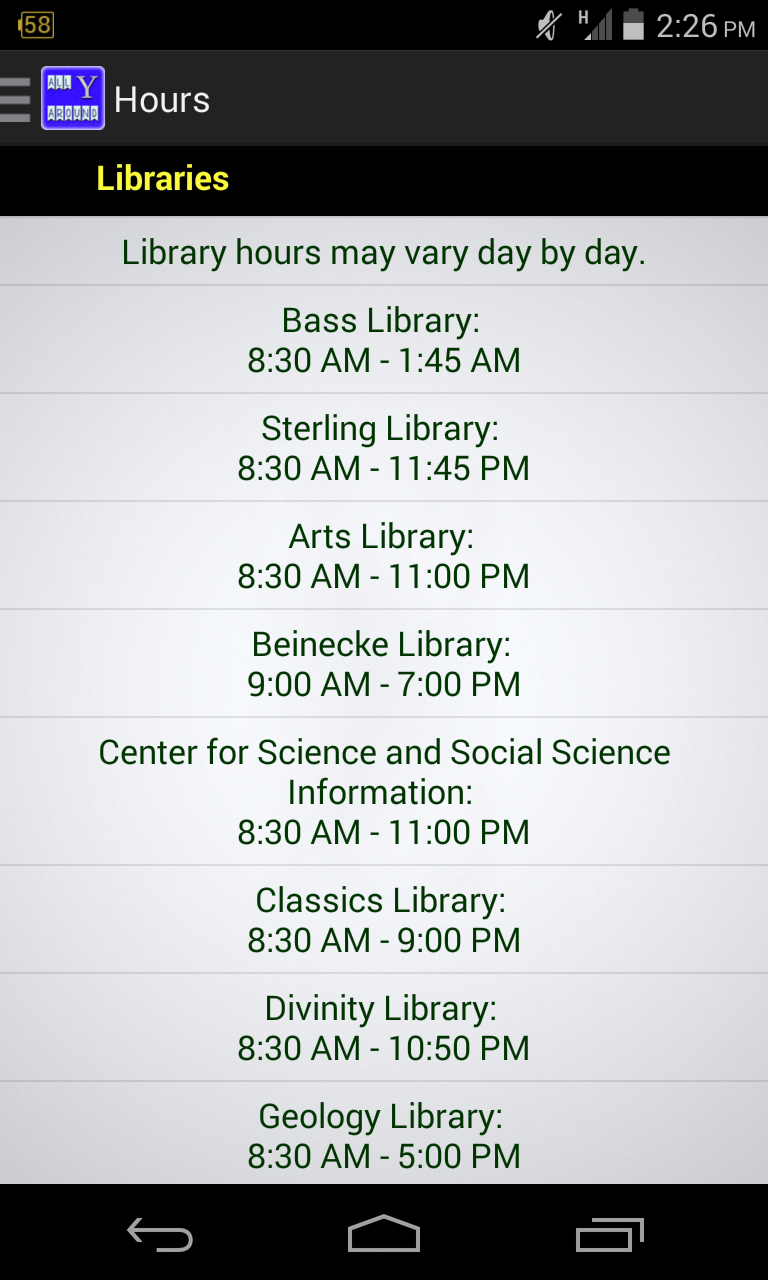 58
H
2:26 PM
ALL Y
AROUND
Hours
Libraries
Library hours may vary day by day.
Bass Library:
8:30 AM - 1:45 AM
Sterling Library:
8:30 AM - 11:45 PM
Arts Library:
8:30 AM - 11:00 PM
Beinecke Library:
9:00 AM - 7:00 PM
Center for Science and Social Science
Information:
8:30 AM - 11:00 PM
Classics Library:
8:30 AM - 9:00 PM
Divinity Library:
8:30 AM - 10:50 PM
Geology Library:
8:30 AM - 5:00 PM